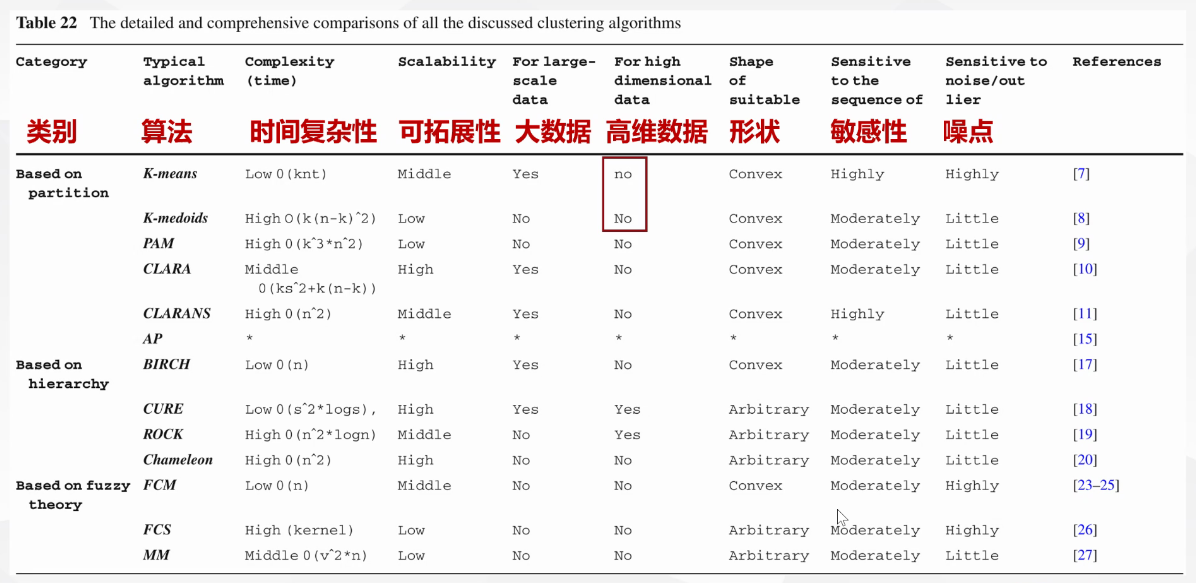 Table 22 The detailed and comprehensive comparisons of all the discussed clustering algorithms
Category Typical algorithm Complexity (time) Scalability For large-scale data For high dimensional data Shape of suitable Sensitive to the sequence of Sensitive to noise/out lier References
类别 算法 时间复杂性 可拓展性 大数据 高维数据 形状 敏感性 噪点
Based on partition K-means Low O(knt) Middle Yes no Convex Highly Highly [7]
K-medoids High O(k(n-k)^2) Low No No Convex Moderately Little [8]
PAM High O(k^3*n^2) Low No No Convex Moderately Little [9]
CLARA Middle O(ks^2+k(n-k)) High Yes No Convex Moderately Little [10]
CLARANS High O(n^2) Middle Yes No Convex Highly Little [11]
AP * * * * * * * [15]
Based on hierarchy BIRCH Low O(n) High Yes No Convex Moderately Little [17]
CURE Low O(s^2*logs), High Yes Yes Arbitrary Moderately Little [18]
ROCK High O(n^2*logn) Middle No Yes Arbitrary Moderately Little [19]
Chameleon High O(n^2) High No No Arbitrary Moderately Little [20]
Based on fuzzy theory FCM Low O(n) Middle No No Convex Moderately Highly [23–25]
FCS High (kernel) Low No No Arbitrary Moderately Highly [26]
MM Middle O(v^2*n) Low No No Arbitrary Moderately Little [27]